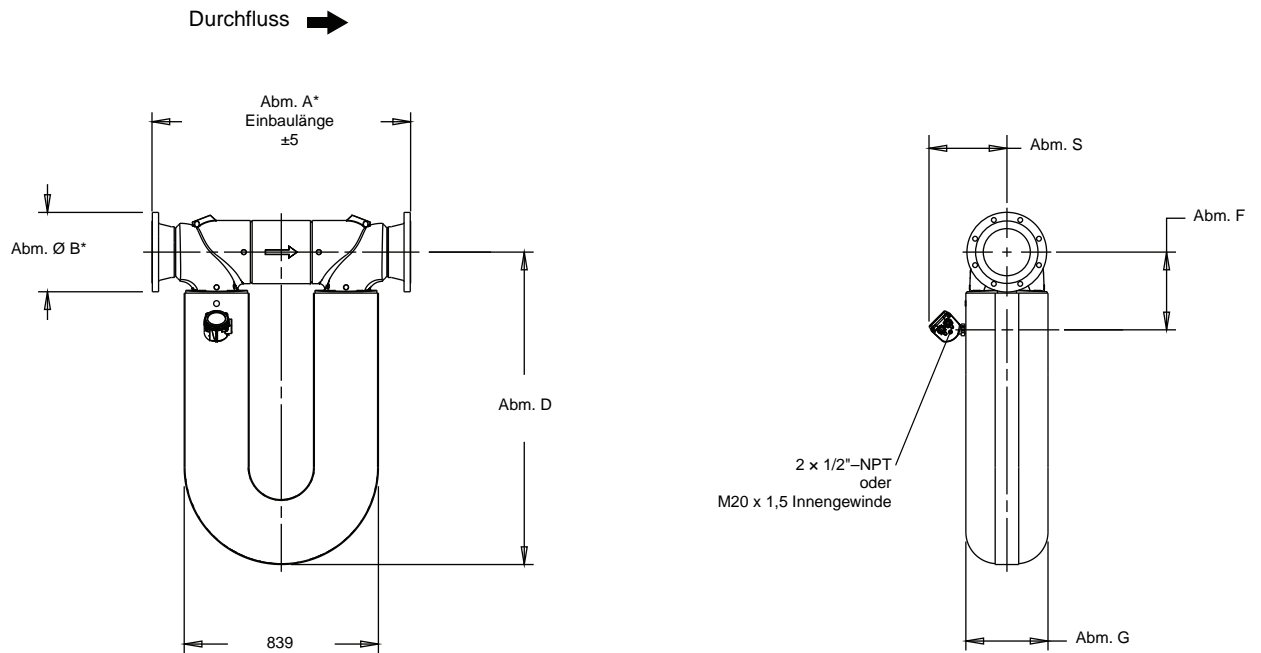 Durchfluss
Abm. A*
Einbaulänge
±5
Abm. S
Abm. F
Abm. Ø B*
Abm. D
2 × 1/2"–NPT
oder
M20 x 1,5 Innengewinde
839
Abm. G